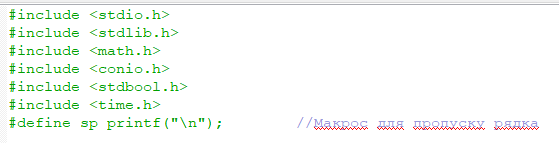 #include <stdio.h>
#include <stdlib.h>
#include <math.h>
#include <conio.h>
#include <stdbool.h>
#include <time.h>
#define sp printf("\n"); //Макрос для пропуску рядка